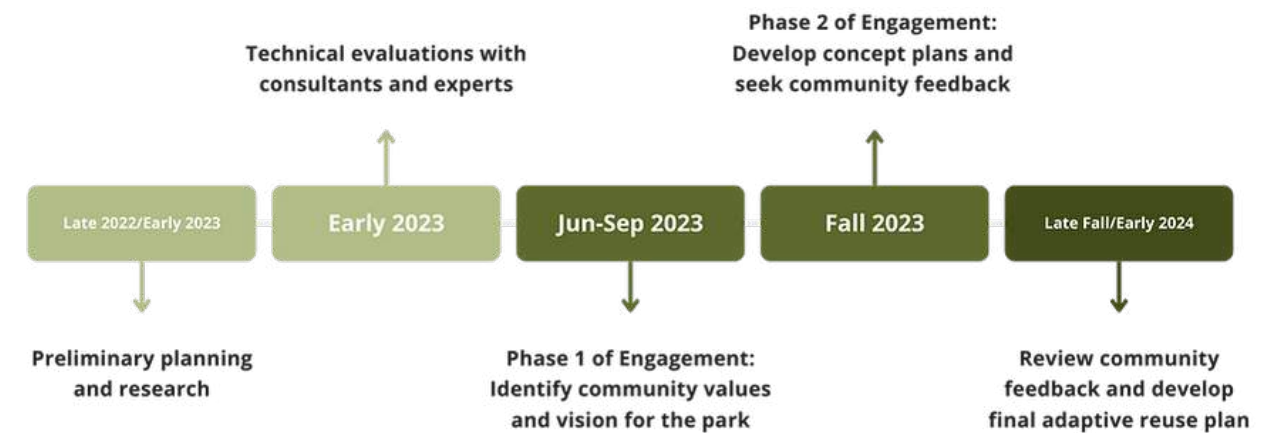 Phase 2 of Engagement:
Develop concept plans and
seek community feedback
Technical evaluations with
consultants and experts
Late 2022/Early 2023
Early 2023
Jun-Sep 2023
Fall 2023
Late Fall/Early 2024
Preliminary planning
and research
Phase 1 of Engagement:
Identify community values
and vision for the park
Review community
feedback and develop
final adaptive reuse plan